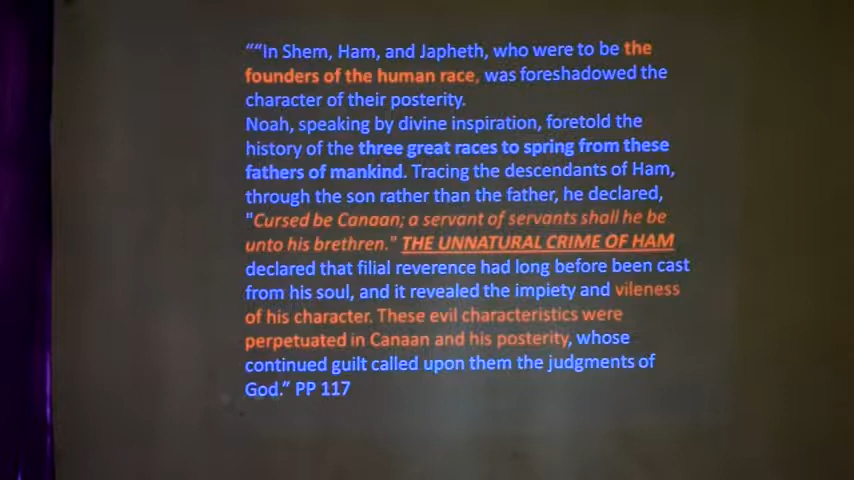 ““In Shem, Ham, and Japheth, who were to be the
founders of the human race, was foreshadowed the
character of their posterity.
Noah, speaking by divine inspiration, foretold the
history of the three great races to spring from these
fathers of mankind. Tracing the descendants of Ham,
through the son rather than the father, he declared,
"Cursed be Canaan; a servant of servants shall he be
unto his brethren." THE UNNATURAL CRIME OF HAM
declared that filial reverence had long before been cast
from his soul, and it revealed the impiety and vileness
of his character. These evil characteristics were
perpetuated in Canaan and his posterity, whose
continued guilt called upon them the judgments of
God.” PP 117